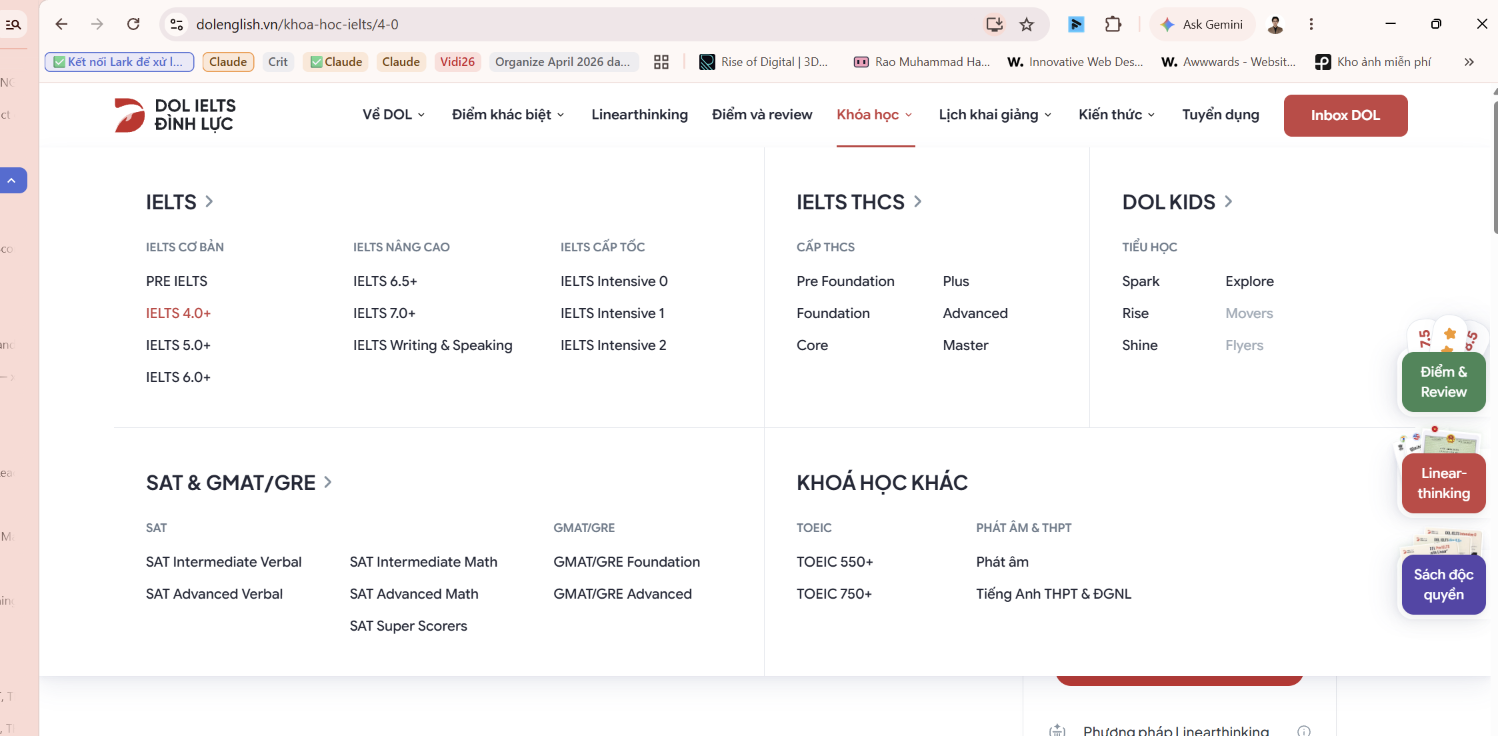 dolenglish.vn/khoa-hoc-ielts/4-0
Ask Gemini
Kết nối Lark để xử l...
Claude
Crit
Claude
Claude
Vidi26
Organize April 2026 da...
Rise of Digital | 3D...
Rao Muhammad Ha...
W. Innovative Web Des...
W. Awwwards - Websit...
Kho ảnh miễn phí
DOL IELTS
ĐÌNH LỰC
Về DOL
Điểm khác biệt
Linearthinking
Điểm và review
Khóa học
Lịch khai giảng
Kiến thức
Tuyển dụng
Inbox DOL
IELTS
IELTS CƠ BẢN
PRE IELTS
IELTS 4.0+
IELTS 5.0+
IELTS 6.0+
IELTS NÂNG CAO
IELTS 6.5+
IELTS 7.0+
IELTS Writing & Speaking
IELTS CẤP TỐC
IELTS Intensive 0
IELTS Intensive 1
IELTS Intensive 2
IELTS THCS
CẤP THCS
Pre Foundation
Foundation
Core
Plus
Advanced
Master
DOL KIDS
TIỂU HỌC
Spark
Rise
Shine
Explore
Movers
Flyers
SAT & GMAT/GRE
SAT
SAT Intermediate Verbal
SAT Advanced Verbal
SAT Intermediate Math
SAT Advanced Math
SAT Super Scorers
GMAT/GRE
GMAT/GRE Foundation
GMAT/GRE Advanced
KHOÁ HỌC KHÁC
TOEIC
TOEIC 550+
TOEIC 750+
PHÁT ÂM & THPT
Phát âm
Tiếng Anh THPT & ĐGNL
7.5
Điểm &
Review
Linear-
thinking
Sách độc
quyền
Phương pháp Linearthinking